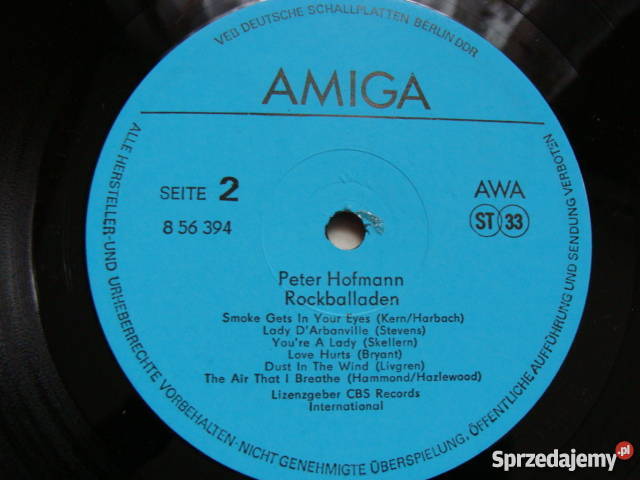 VEB DEUTSCHE SCHALLPLATTEN BERLIN DDR
AMIGA
SEITE 2
8 56 394
AWA
ST 33
Peter Hofmann
Rockballaden
Smoke Gets In Your Eyes (Kern/Harbach)
Lady D'Arbanville (Stevens)
You're A Lady (Skellern)
Love Hurts (Bryant)
Dust In The Wind (Livgren)
The Air That I Breathe (Hammond/Hazlewood)
Lizenzgeber CBS Records
International
ALLE HERSTELLER-UND URHEBERRECHTE VORBEHALTEN-NICHT GENEHMIGTE ÜBERSPIELUNG, ÖFFENTLICHE AUFFÜHRUNG UND SENDUNG VERBOTEN
Sprzedajemy.pl